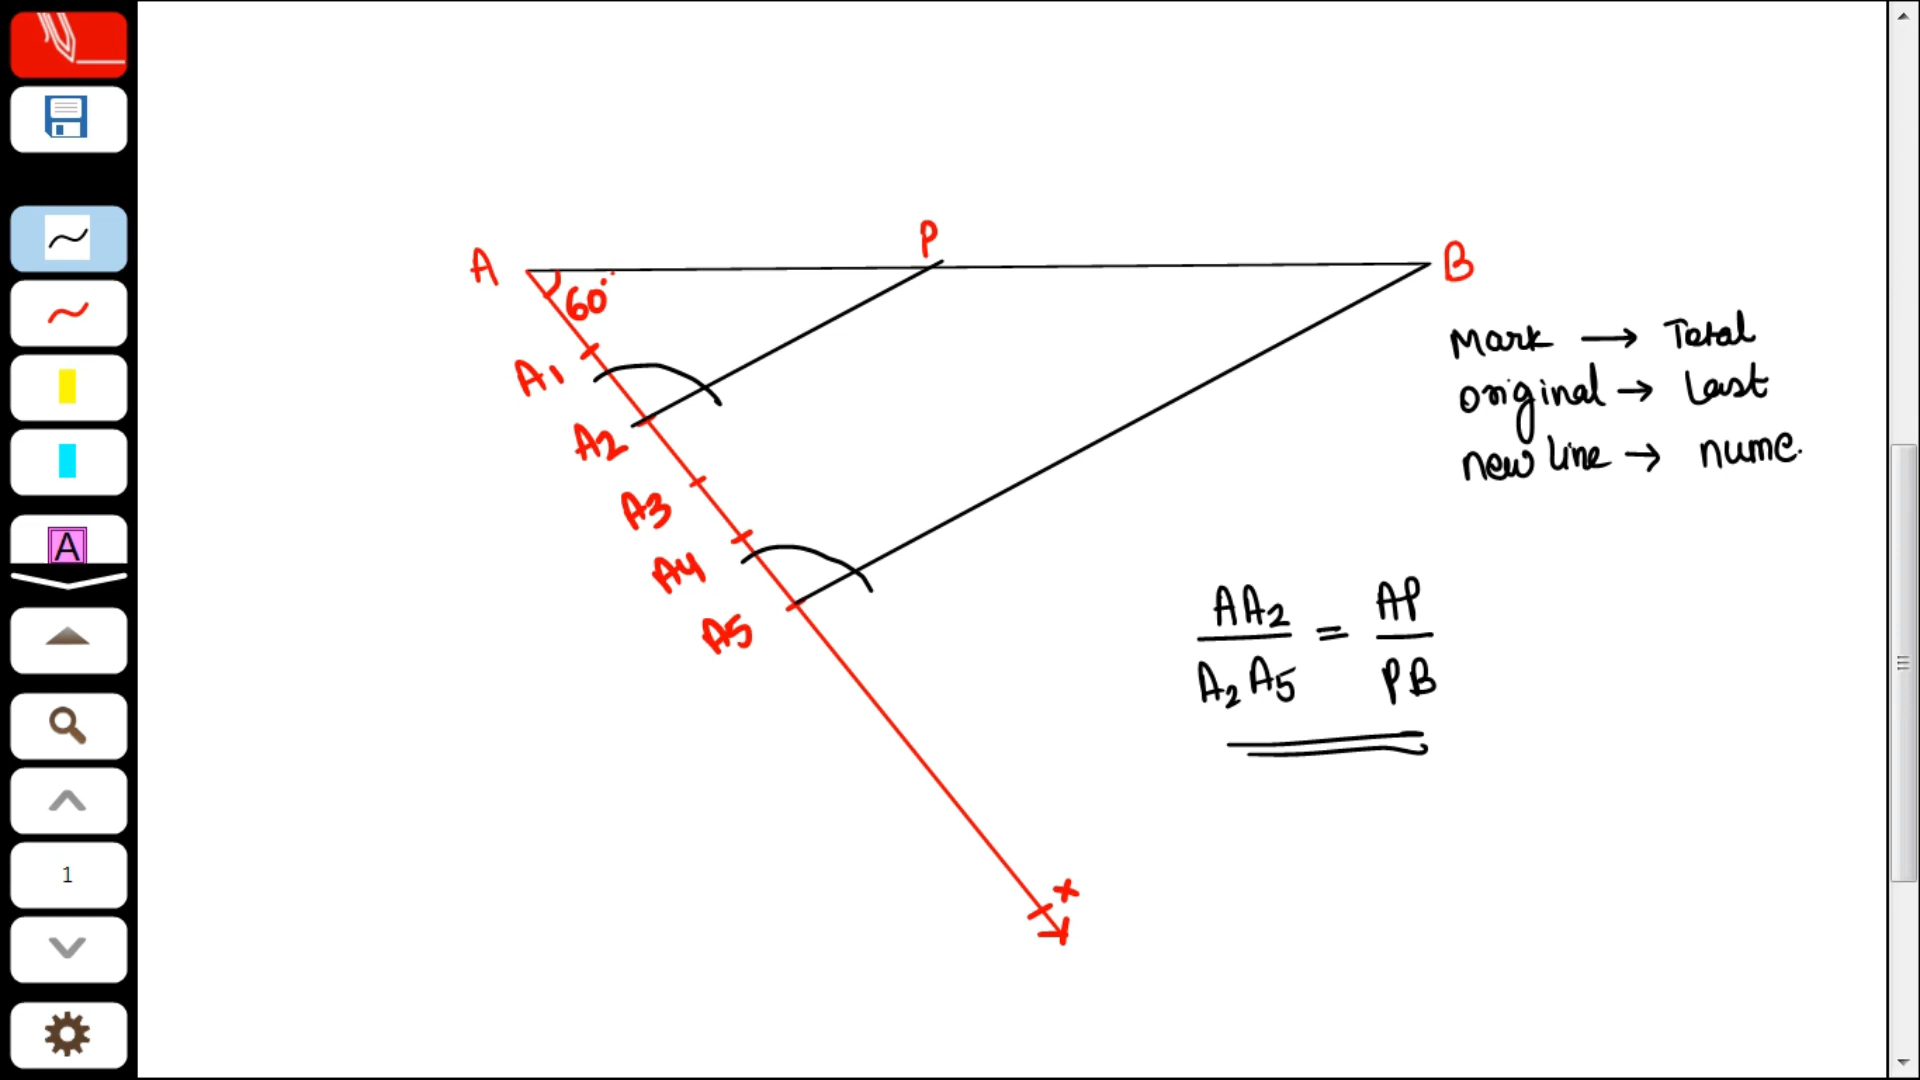 P
A
B
60°
Mark → Total
A1
original → Last
A2
new line → nume.
A3
A
A4
AA2 / A2A5 = AP / PB
A5
1
x